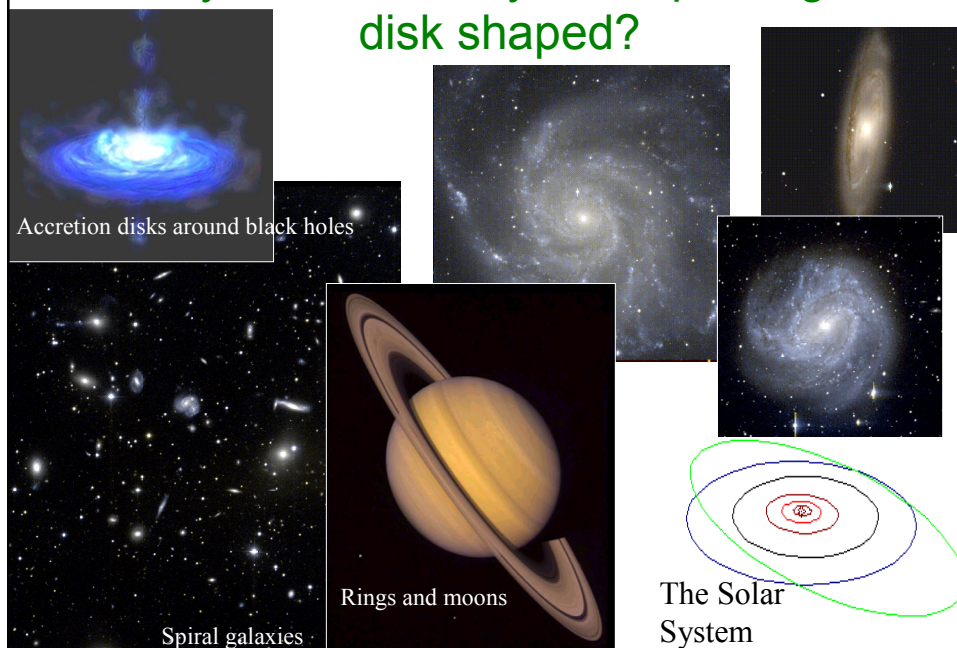 disk shaped?
Accretion disks around black holes
Rings and moons
Spiral galaxies
The Solar
System